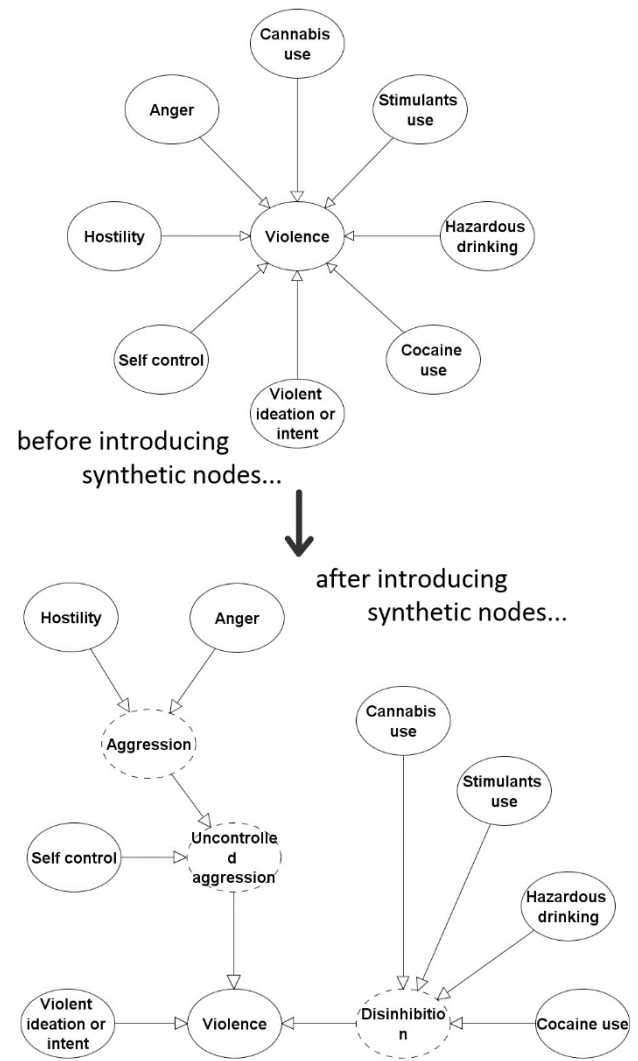 Cannabis
use
Anger
Stimulants
use
Hostility
Violence
Hazardous
drinking
Self control
Cocaine
use
Violent
ideation or
intent
before introducing
synthetic nodes...
after introducing
synthetic nodes...
Hostility
Anger
Cannabis
use
Aggression
Stimulants
use
Self control
Uncontrolle
d
aggression
Hazardous
drinking
Violent
ideation or
intent
Violence
Disinhibitio
n
Cocaine use